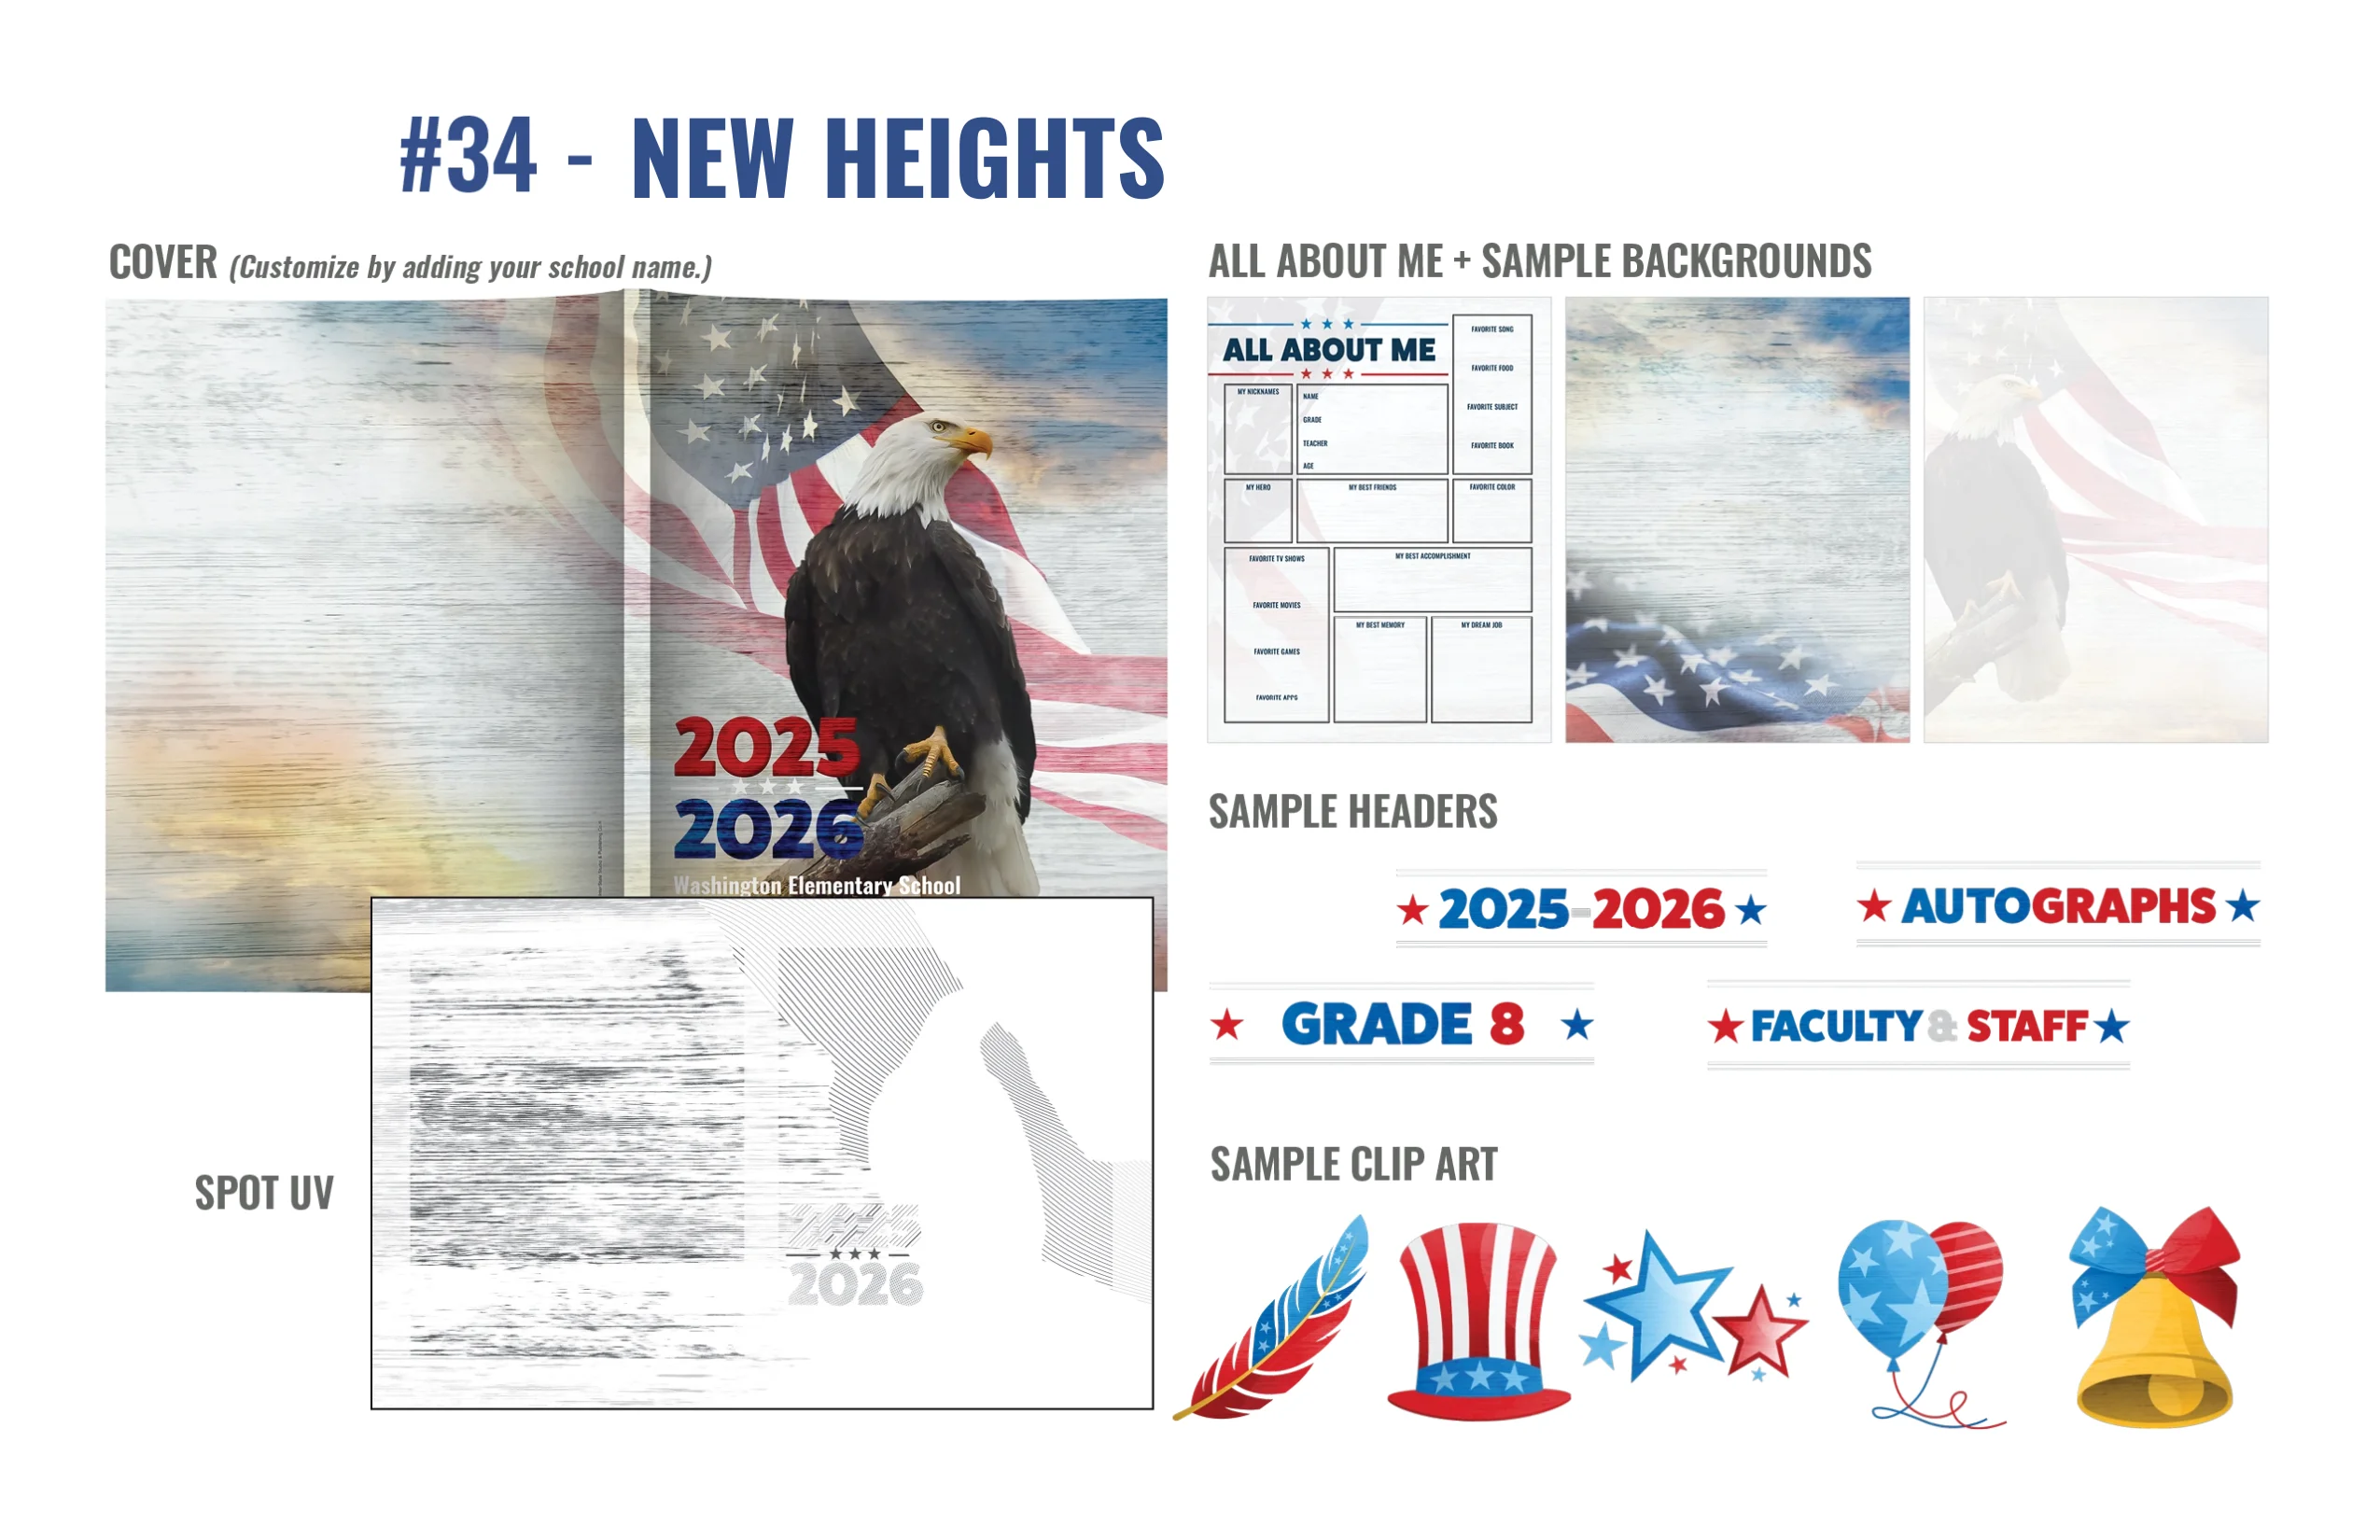 #34 - NEW HEIGHTS
COVER (Customize by adding your school name.)
2025
2026
Washington Elementary School
SPOT UV
2025
2026
ALL ABOUT ME + SAMPLE BACKGROUNDS
ALL ABOUT ME
FAVORITE SONG
FAVORITE FOOD
FAVORITE SUBJECT
FAVORITE BOOK
MY NICKNAMES
NAME
GRADE
TEACHER
AGE
MY HERO
MY BEST FRIENDS
FAVORITE COLOR
FAVORITE TV SHOWS
FAVORITE MOVIES
FAVORITE GAMES
FAVORITE APPS
MY BEST ACCOMPLISHMENT
MY BEST MEMORY
MY DREAM JOB
SAMPLE HEADERS
2025-2026
AUTOGRAPHS
GRADE 8
FACULTY & STAFF
SAMPLE CLIP ART